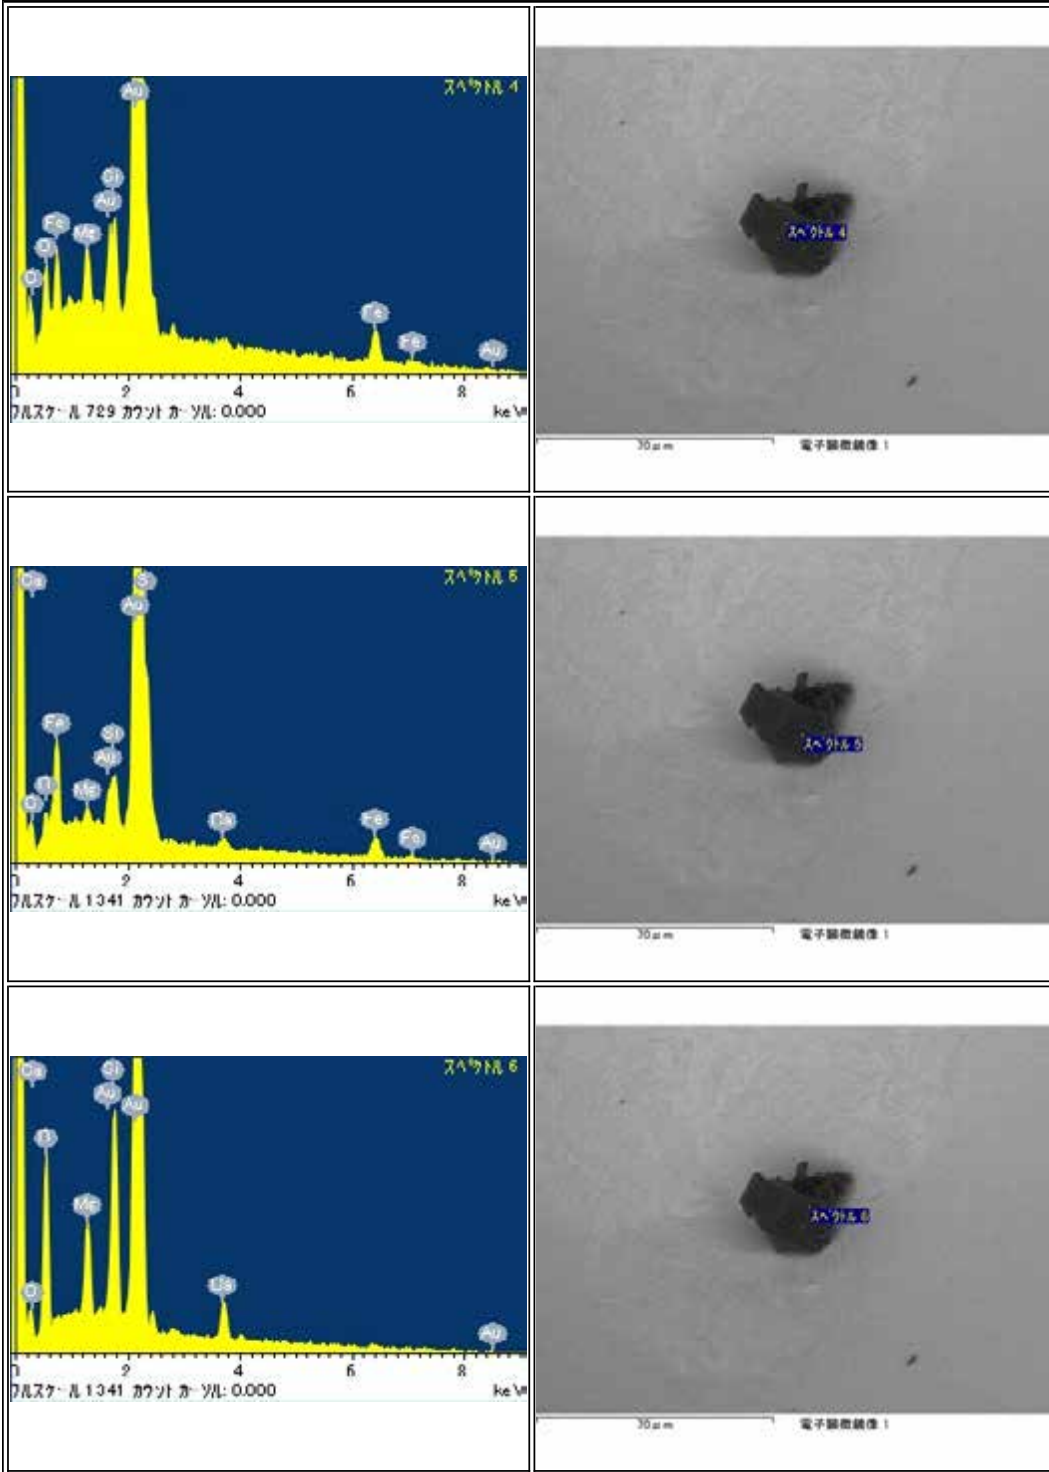 スペクトル 4
Au
Si
Au
Fe
O
Mg
C
Fe
Fe
Au
0 2 4 6 8
フルスケール 729 カウント カーソル: 0.000 keV
スペクトル 4
電子顕微鏡像 1
スペクトル 5
Ca S
Au
Fe
Si
Au
O
Mg
C
Ca
Fe
Fe
Au
0 2 4 6 8
フルスケール 1341 カウント カーソル: 0.000 keV
スペクトル 5
電子顕微鏡像 1
スペクトル 6
Ca Si
Au Au
O
Mg
C
Ca
Au
0 2 4 6 8
フルスケール 1341 カウント カーソル: 0.000 keV
スペクトル 6
電子顕微鏡像 1